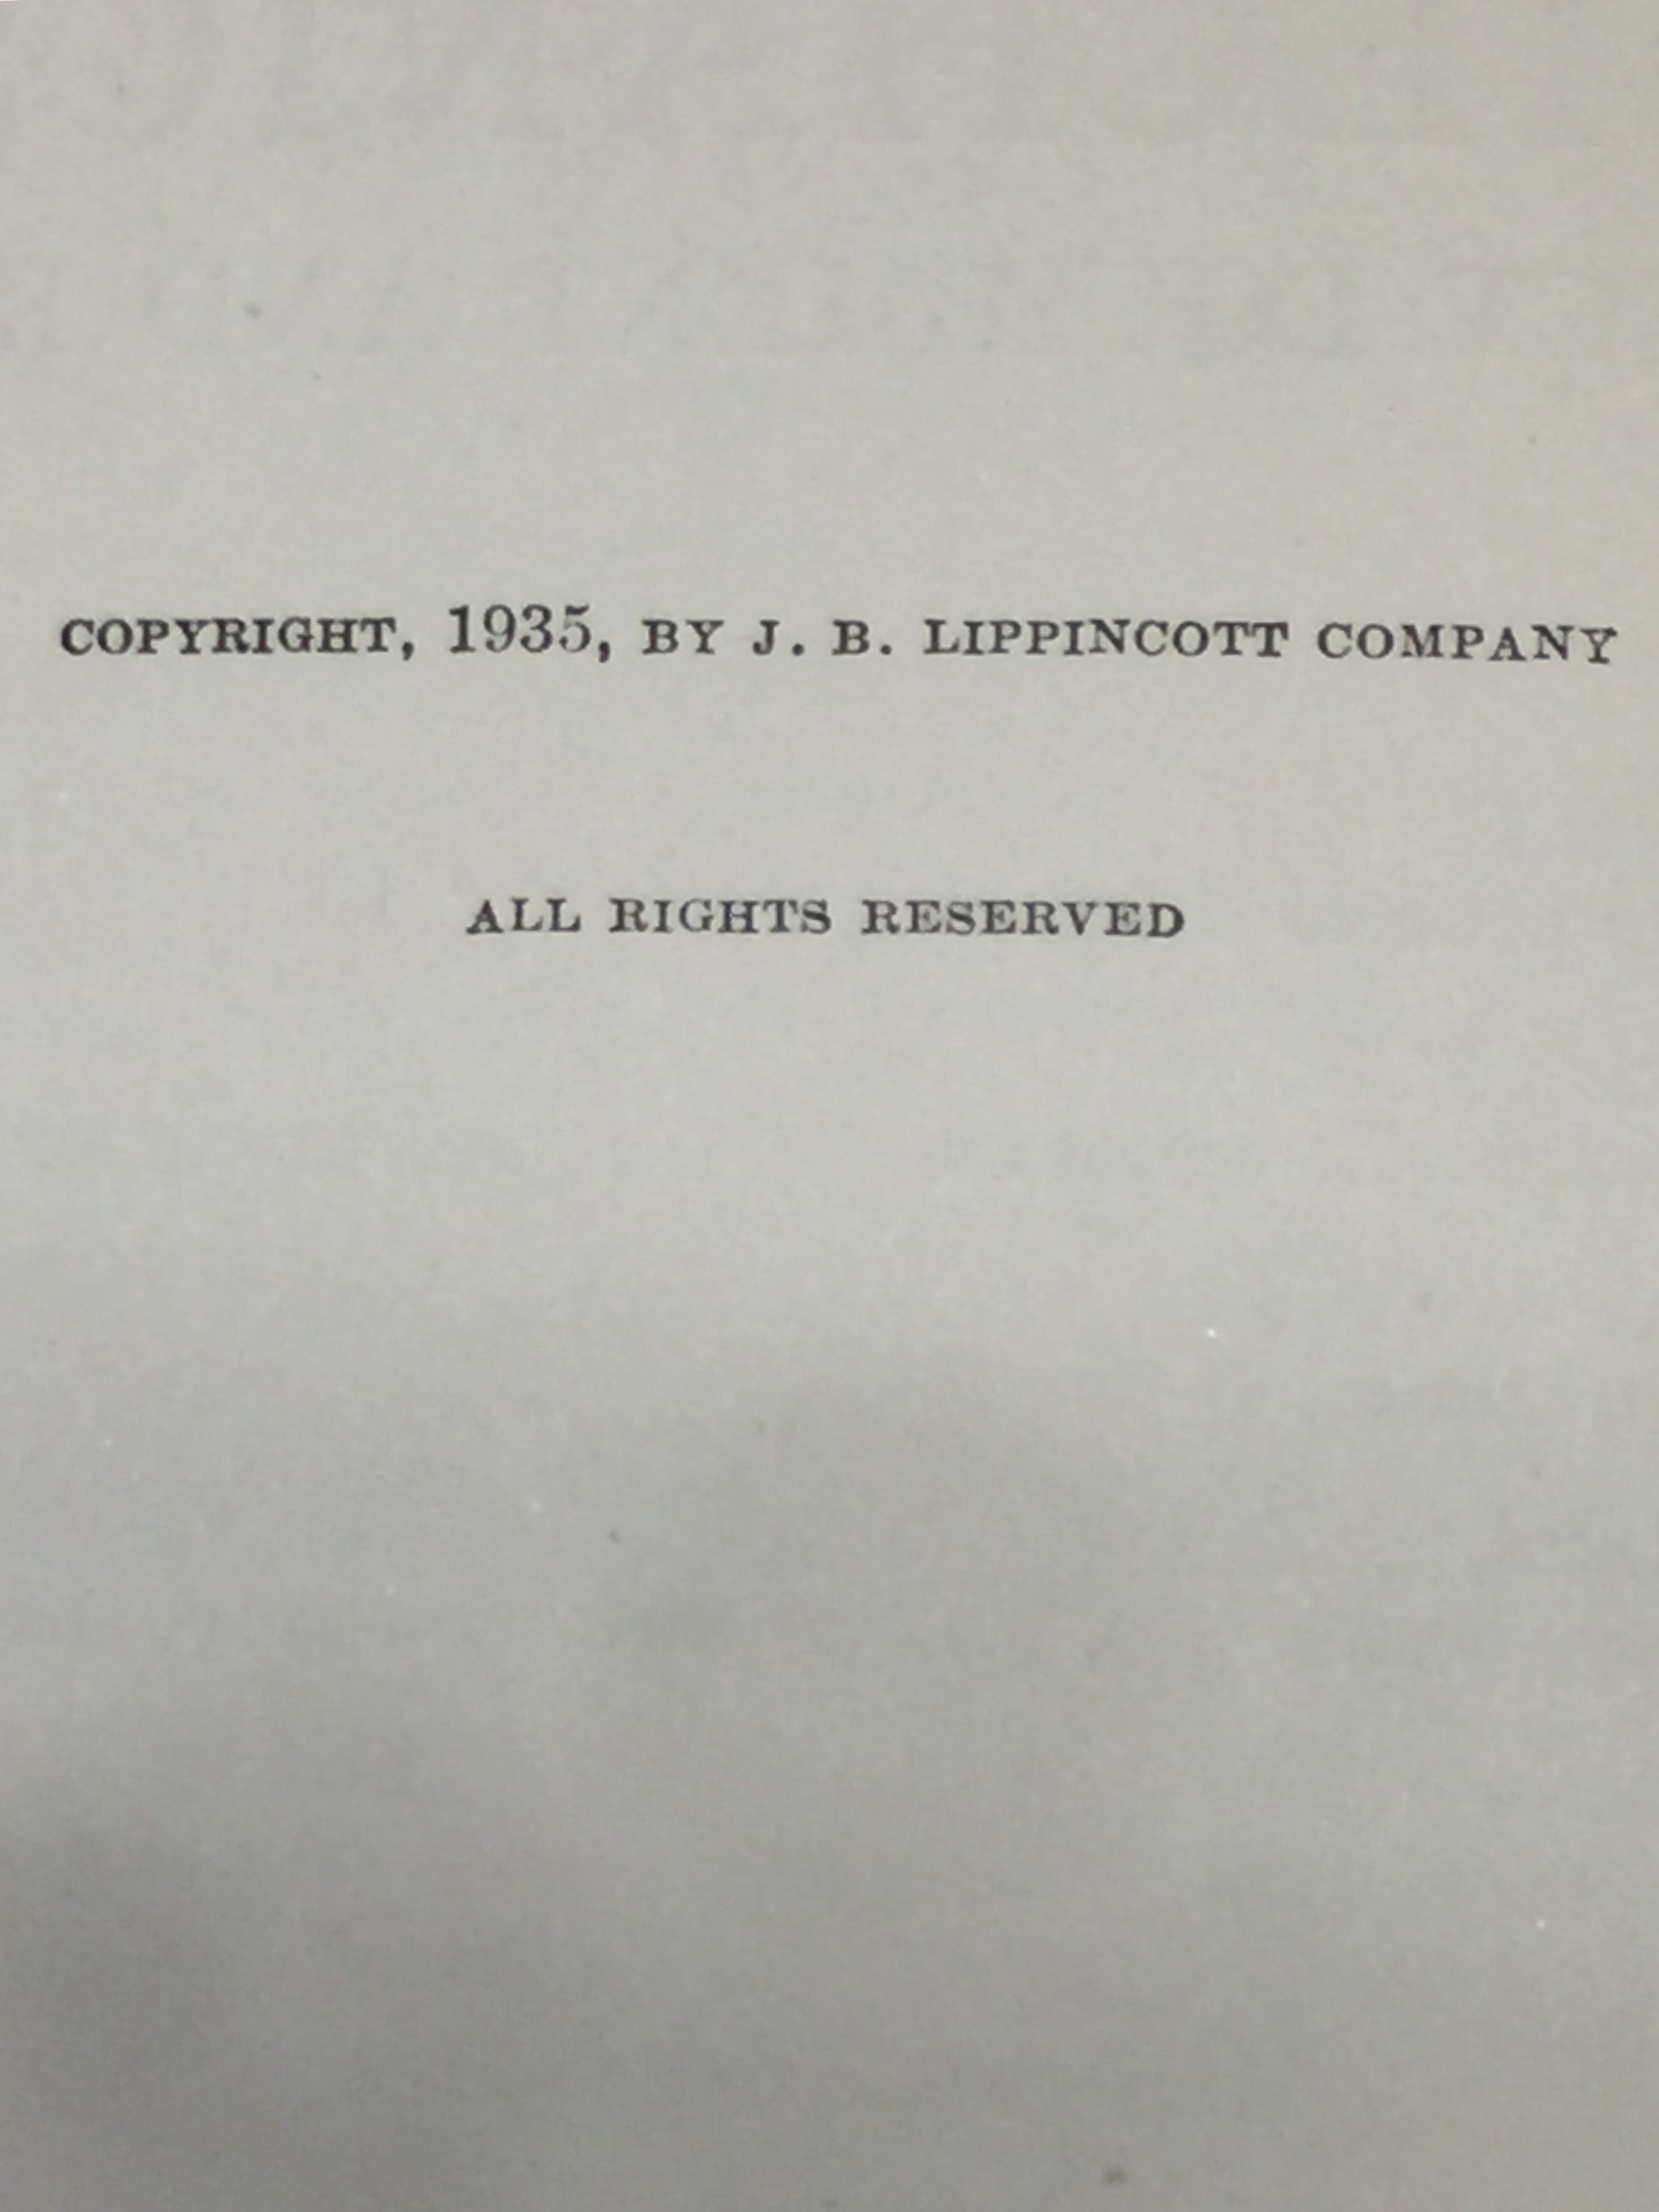 COPYRIGHT, 1935, BY J. B. LIPPINCOTT COMPANY
ALL RIGHTS RESERVED